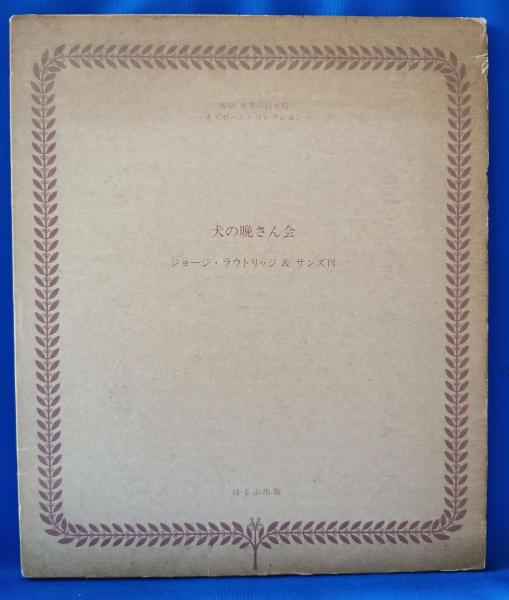 復刻 世界の絵本館
－オズボーン・コレクション－
犬の晩さん会
ジョージ・ラウトリッジ & サンズ刊
ほるぷ出版